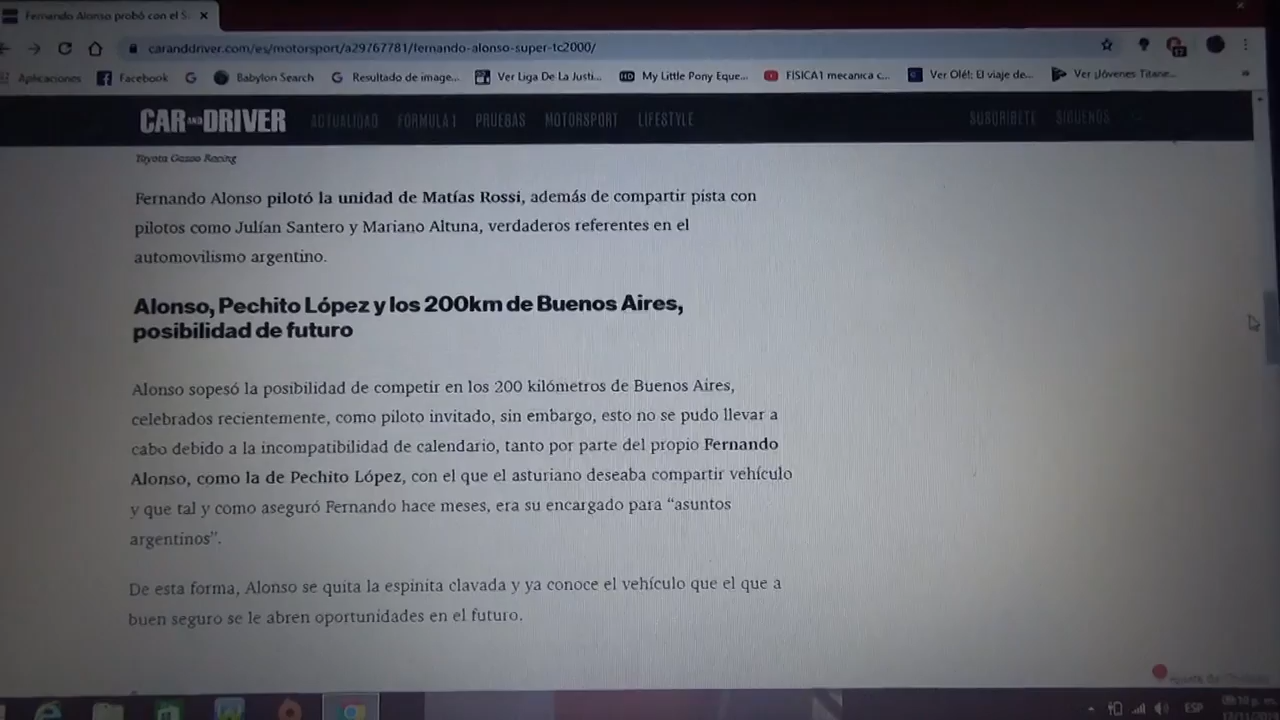 Fernando Alonso probó con el S
caranddriver.com/es/motorsport/a29767781/fernando-alonso-super-tc2000/
Aplicaciones Facebook Babylon Search Resultado de image... Ver Liga De La Justi... My Little Pony Eque... FISICA1 mecanica c... Ver Olé!: El viaje de... Ver ¡Jóvenes Titane...
CAR AND DRIVER ACTUALIDAD FÓRMULA 1 PRUEBAS MOTORSPORT LIFESTYLE SUSCRÍBETE SÍGUENOS
Toyota Gazoo Racing
Fernando Alonso pilotó la unidad de Matías Rossi, además de compartir pista con
pilotos como Julían Santero y Mariano Altuna, verdaderos referentes en el
automovilismo argentino.
Alonso, Pechito López y los 200km de Buenos Aires,
posibilidad de futuro
Alonso sopesó la posibilidad de competir en los 200 kilómetros de Buenos Aires,
celebrados recientemente, como piloto invitado, sin embargo, esto no se pudo llevar a
cabo debido a la incompatibilidad de calendario, tanto por parte del propio Fernando
Alonso, como la de Pechito López, con el que el asturiano deseaba compartir vehículo
y que tal y como aseguró Fernando hace meses, era su encargado para “asuntos
argentinos”.
De esta forma, Alonso se quita la espinita clavada y ya conoce el vehículo que el que a
buen seguro se le abren oportunidades en el futuro.
ESP